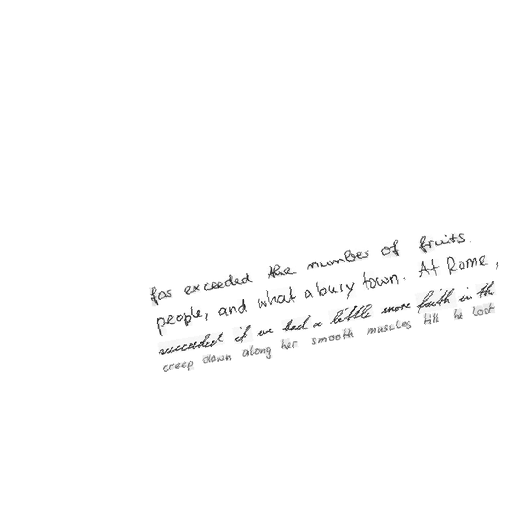 far exceeded the number of fruits.
people, and what a busy town. At Rome,
succeeded if we had a little more faith in the
creep down along her smooth muscles till he lost